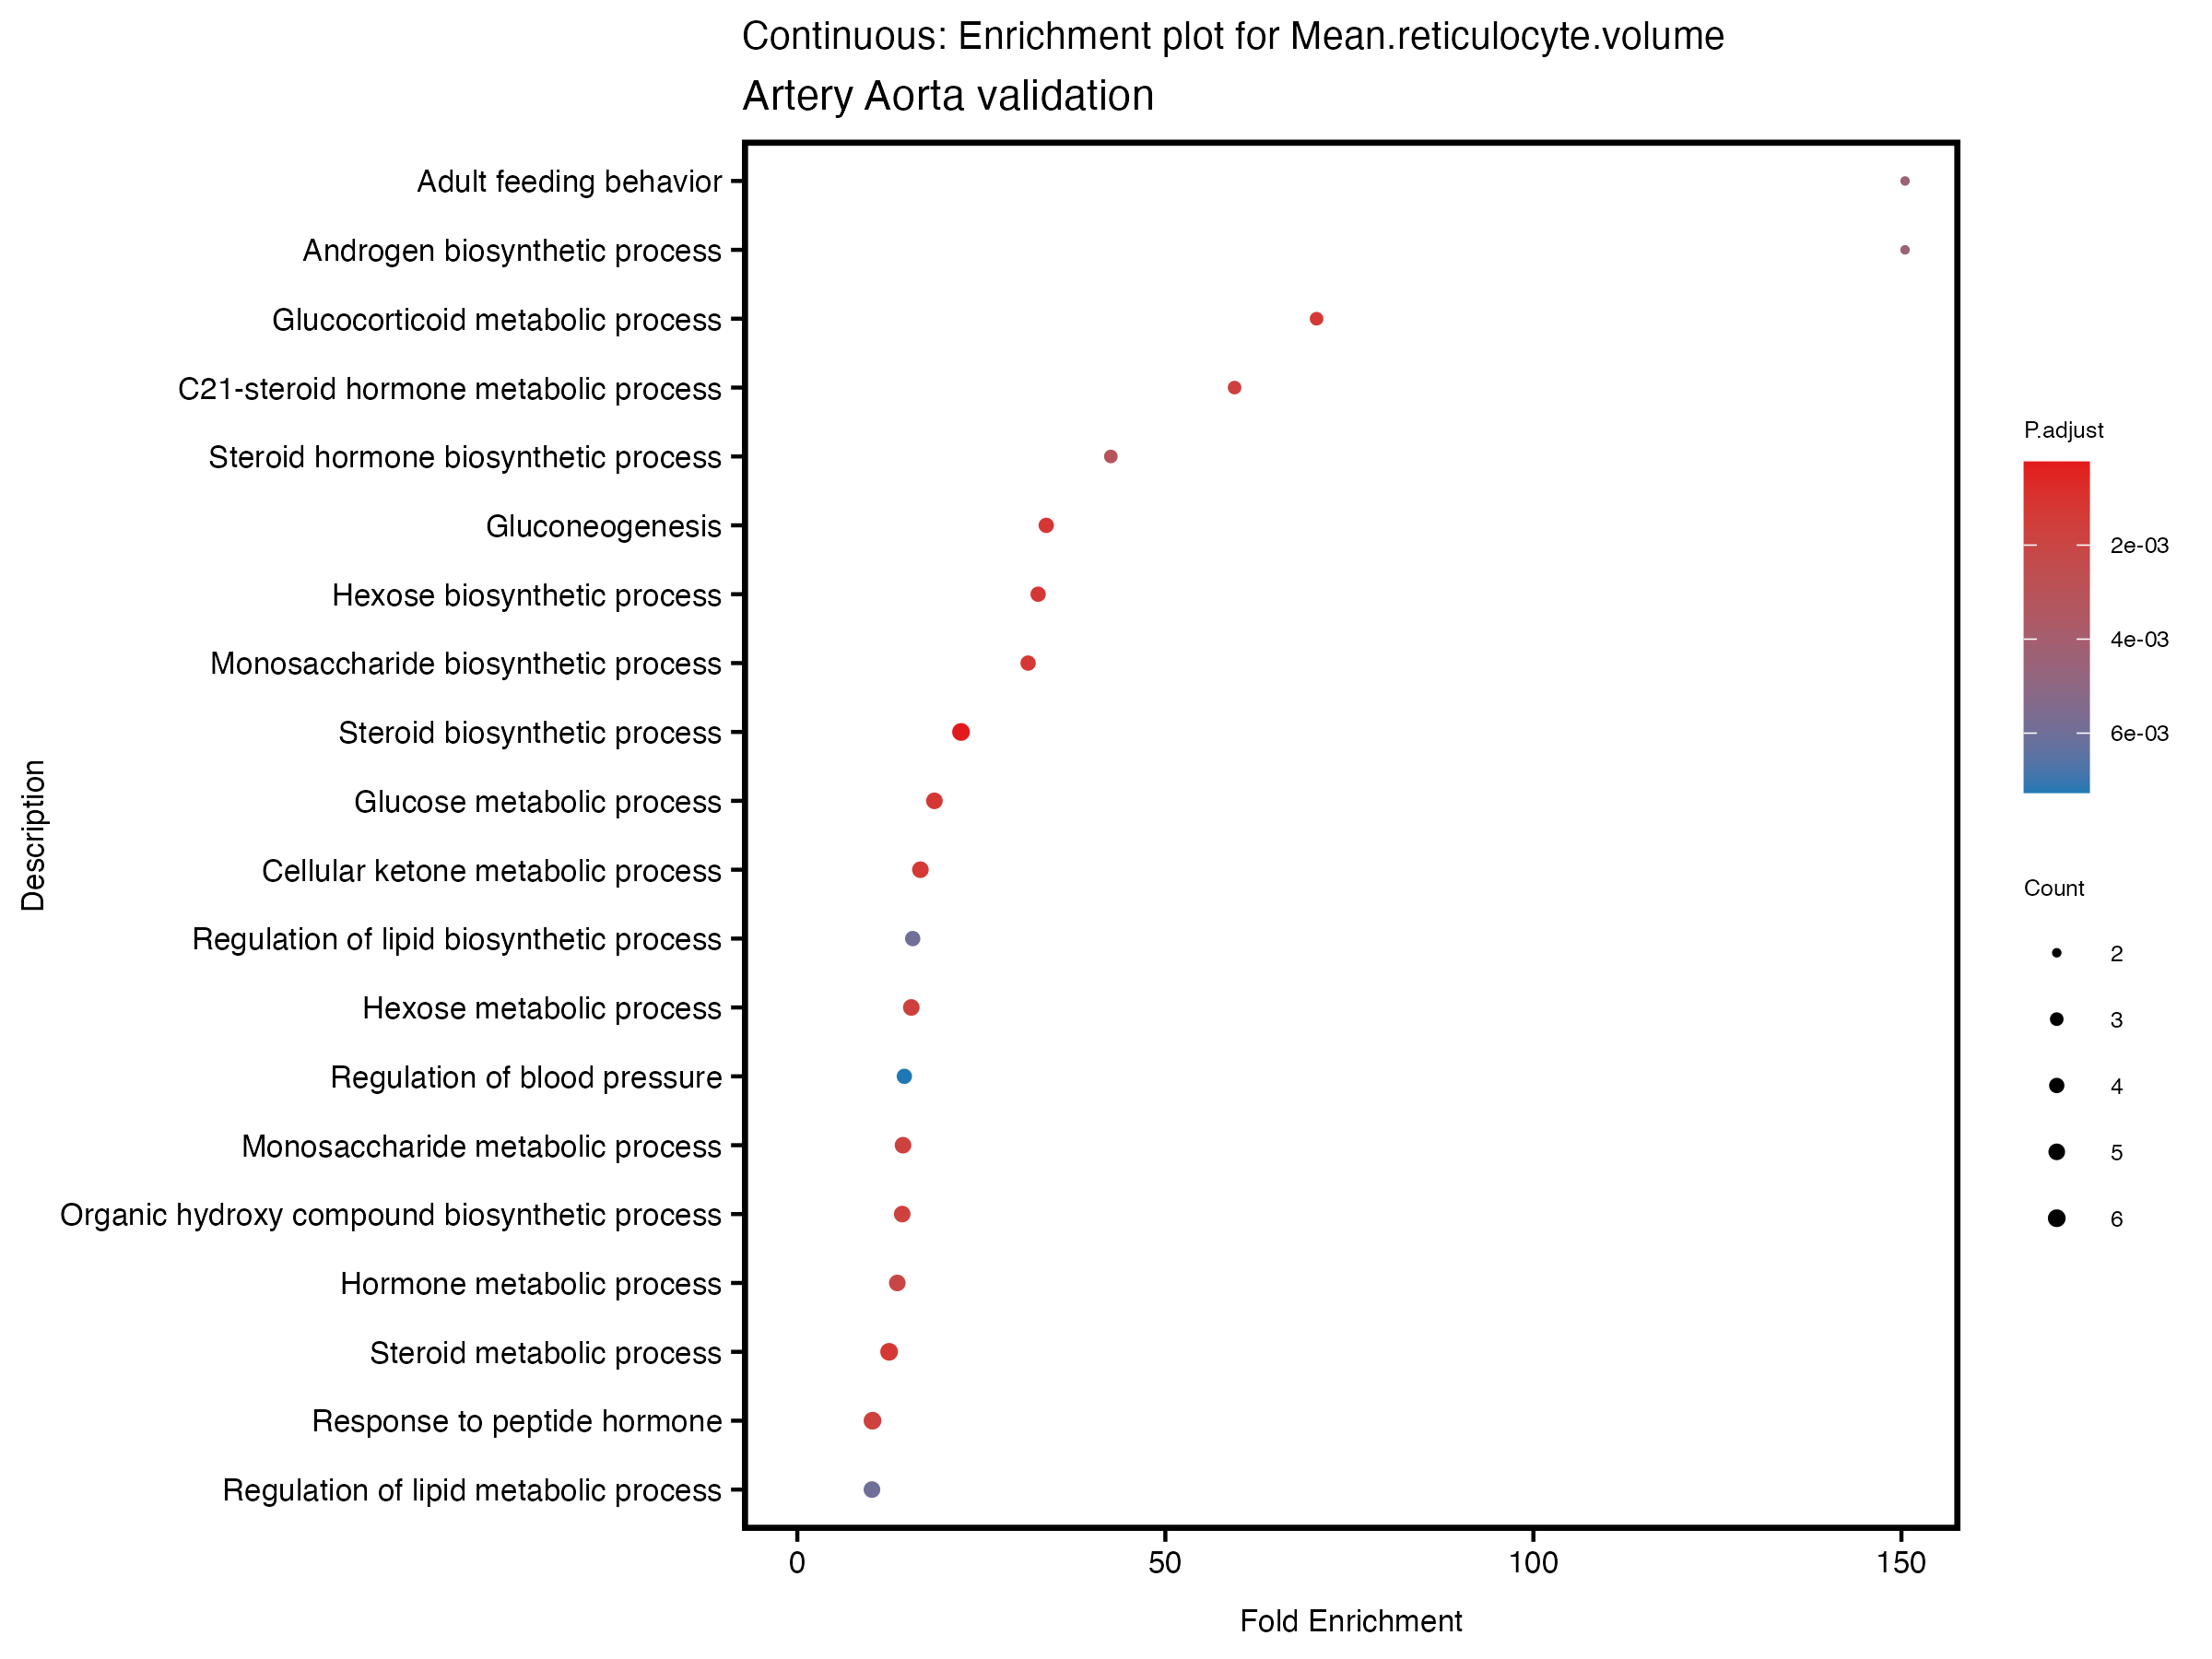 Continuous: Enrichment plot for Mean.reticulocyte.volume
Artery Aorta validation
Description
Adult feeding behavior
Androgen biosynthetic process
Glucocorticoid metabolic process
C21-steroid hormone metabolic process
Steroid hormone biosynthetic process
Gluconeogenesis
Hexose biosynthetic process
Monosaccharide biosynthetic process
Steroid biosynthetic process
Glucose metabolic process
Cellular ketone metabolic process
Regulation of lipid biosynthetic process
Hexose metabolic process
Regulation of blood pressure
Monosaccharide metabolic process
Organic hydroxy compound biosynthetic process
Hormone metabolic process
Steroid metabolic process
Response to peptide hormone
Regulation of lipid metabolic process
0 50 100 150
Fold Enrichment
P.adjust
2e-03
4e-03
6e-03
Count
2
3
4
5
6